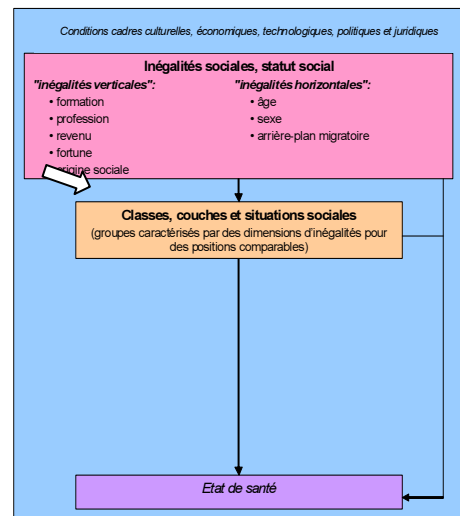 Conditions cadres culturelles, économiques, technologiques, politiques et juridiques
Inégalités sociales, statut social
"inégalités verticales":
• formation
• profession
• revenu
• fortune
origine sociale
"inégalités horizontales":
• âge
• sexe
• arrière-plan migratoire
Classes, couches et situations sociales
(groupes caractérisés par des dimensions d'inégalités pour
des positions comparables)
Etat de santé